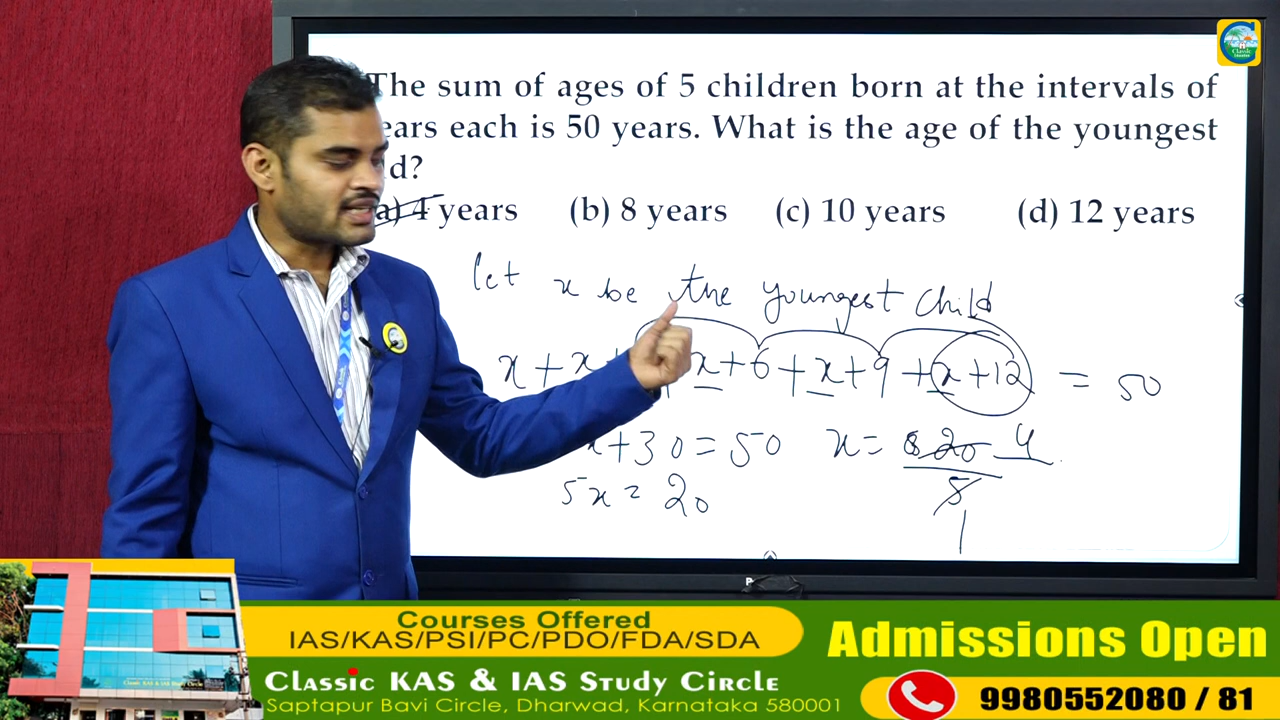 The sum of ages of 5 children born at the intervals of
ears each is 50 years. What is the age of the youngest
d?
a) 4 years (b) 8 years (c) 10 years (d) 12 years
let x be the youngest child
x + x + x + 6 + x + 9 + x + 12 = 50
x + 30 = 50 x = 20 4
5x = 20 5
1
Courses Offered
IAS/KAS/PSI/PC/PDO/FDA/SDA
Classic KAS & IAS Study Circle
Saptapur Bavi Circle, Dharwad, Karnataka 580001
Admissions Open
9980552080 / 81